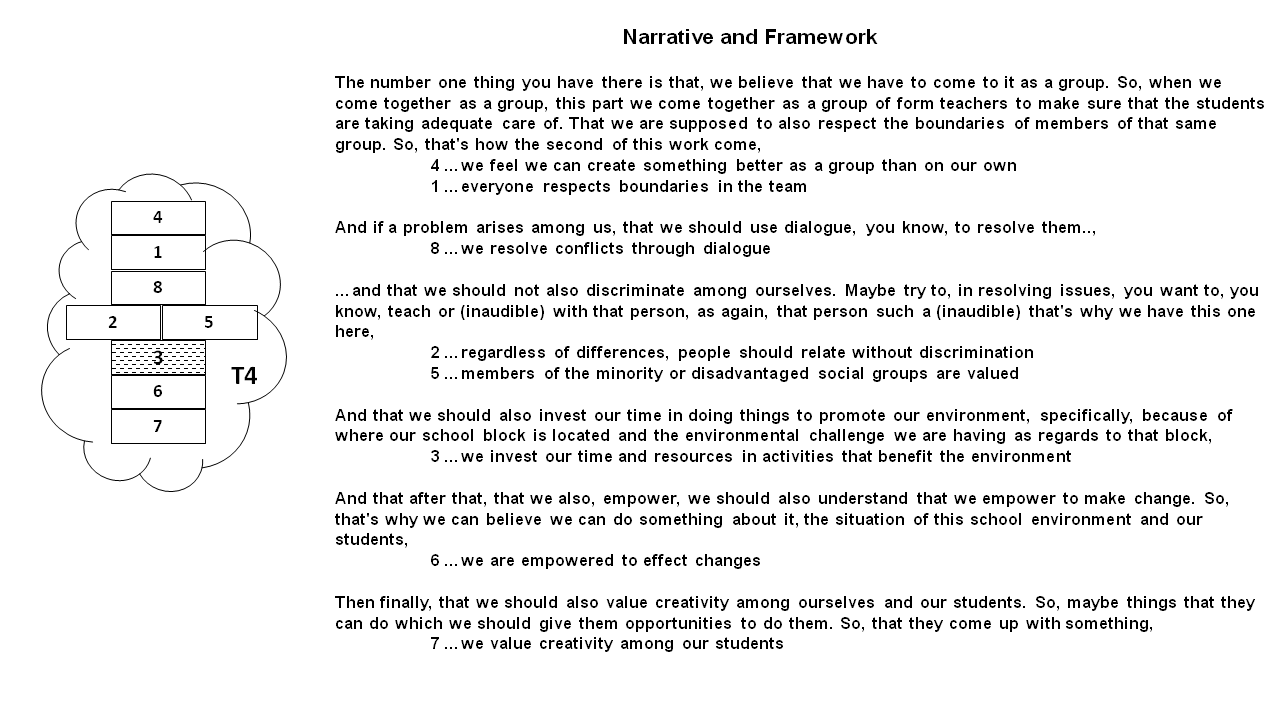 Narrative and Framework
The number one thing you have there is that, we believe that we have to come to it as a group. So, when we
come together as a group, this part we come together as a group of form teachers to make sure that the students
are taking adequate care of. That we are supposed to also respect the boundaries of members of that same
group. So, that's how the second of this work come,
4 ... we feel we can create something better as a group than on our own
1 ... everyone respects boundaries in the team
And if a problem arises among us, that we should use dialogue, you know, to resolve them..,
8 ... we resolve conflicts through dialogue
... and that we should not also discriminate among ourselves. Maybe try to, in resolving issues, you want to, you
know, teach or (inaudible) with that person, as again, that person such a (inaudible) that's why we have this one
here,
2 ... regardless of differences, people should relate without discrimination
5 ... members of the minority or disadvantaged social groups are valued
And that we should also invest our time in doing things to promote our environment, specifically, because of
where our school block is located and the environmental challenge we are having as regards to that block,
3 ... we invest our time and resources in activities that benefit the environment
And that after that, that we also, empower, we should also understand that we empower to make change. So,
that's why we can believe we can do something about it, the situation of this school environment and our
students,
6 ... we are empowered to effect changes
Then finally, that we should also value creativity among ourselves and our students. So, maybe things that they
can do which we should give them opportunities to do them. So, that they come up with something,
7 ... we value creativity among our students
4
1
8
2 5
3
T4
6
7